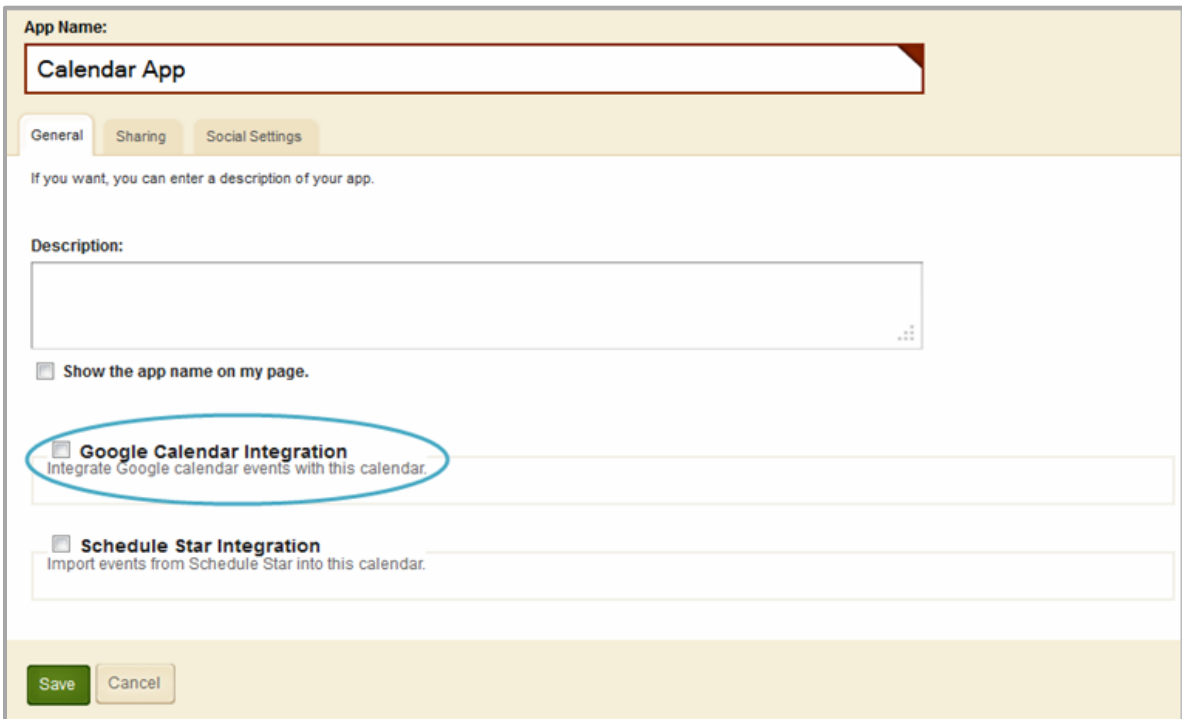 App Name:
Calendar App
General Sharing Social Settings
If you want, you can enter a description of your app.
Description:
Show the app name on my page.
Google Calendar Integration
Integrate Google calendar events with this calendar.
Schedule Star Integration
Import events from Schedule Star into this calendar.
Save Cancel